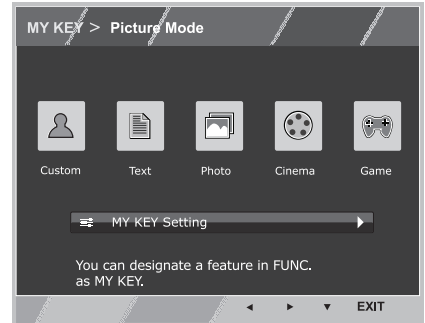 MY KEY > Picture Mode
Custom Text Photo Cinema Game
MY KEY Setting
You can designate a feature in FUNC.
as MY KEY.
EXIT